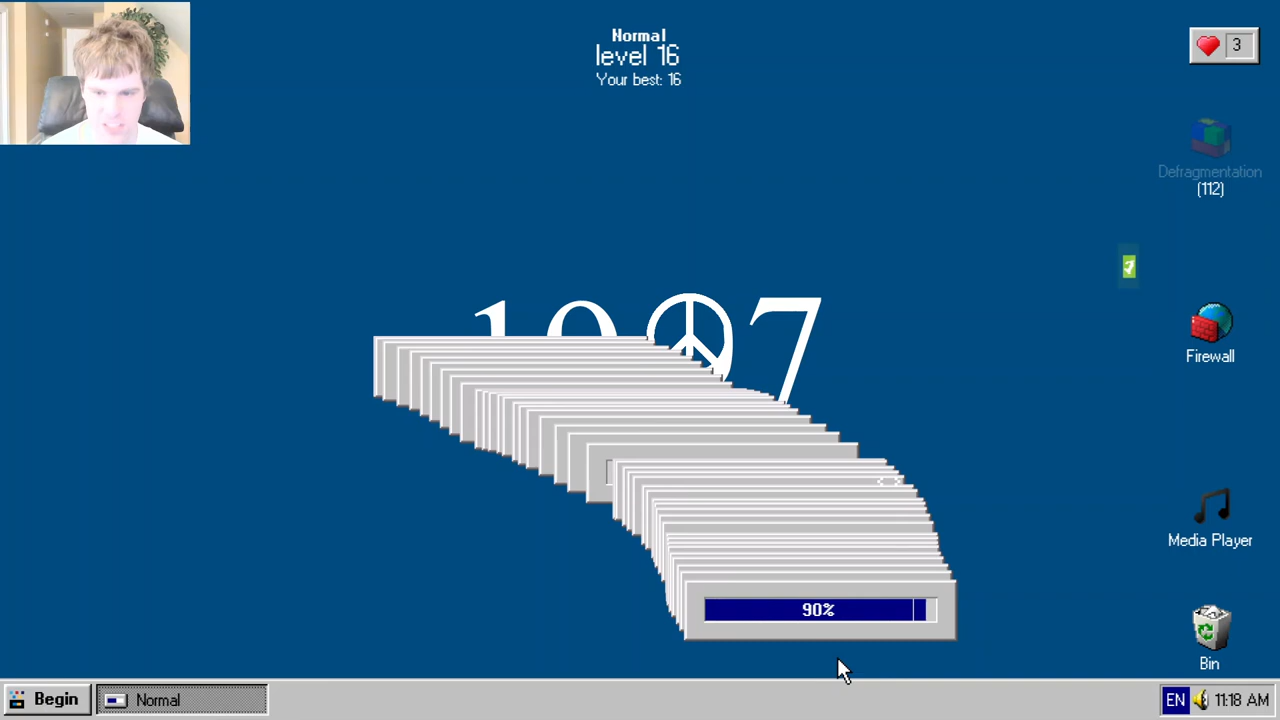 Normal
level 16
Your best: 16
3
Defragmentation
(112)
Firewall
Media Player
Bin
90%
Begin
Normal
EN
11:18 AM